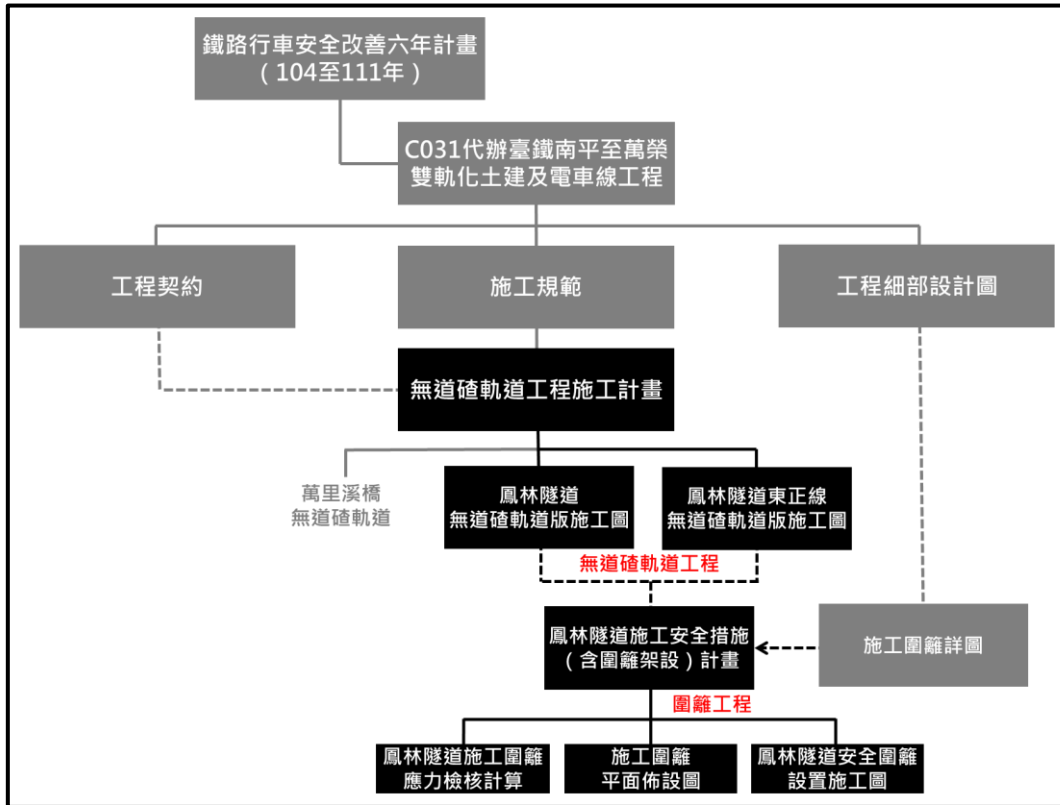 鐵路行車安全改善六年計畫
（104至111年）
C031代辦臺鐵南平至萬榮
雙軌化土建及電車線工程
工程契約
施工規範
工程細部設計圖
無道碴軌道工程施工計畫
萬里溪橋
無道碴軌道
鳳林隧道
無道碴軌道版施工圖
鳳林隧道東正線
無道碴軌道版施工圖
無道碴軌道工程
鳳林隧道施工安全措施
（含圍籬架設）計畫
施工圍籬詳圖
圍籬工程
鳳林隧道施工圍籬
應力檢核計算
施工圍籬
平面佈設圖
鳳林隧道安全圍籬
設置施工圖